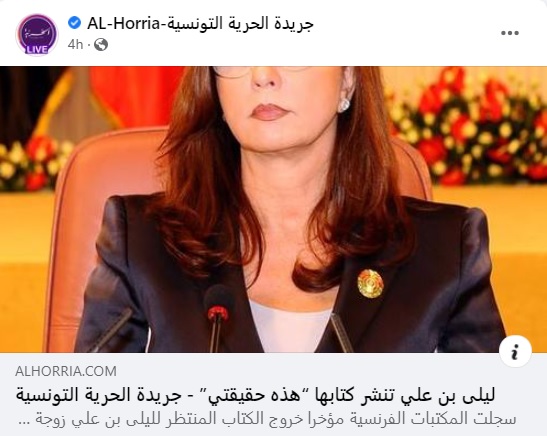 AL-Horria-جريدة الحرية التونسية
4h ·
LIVE
ALHORRIA.COM
ليلى بن علي تنشر كتابها “هذه حقيقتي” - جريدة الحرية التونسية
سجلت المكتبات الفرنسية مؤخرا خروج الكتاب المنتظر لليلى بن علي زوجة ...